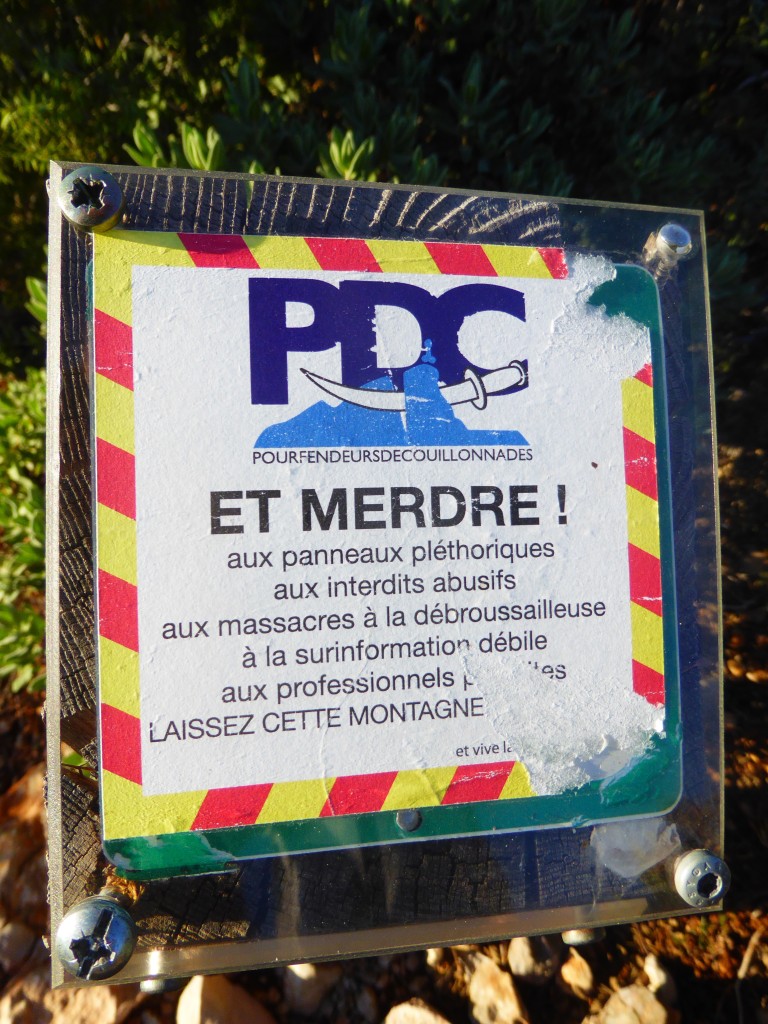 PDC
POURFENDEURSDECOUILLONNADES
ET MERDRE !
aux panneaux pléthoriques
aux interdits abusifs
aux massacres à la débroussailleuse
à la surinformation débile
aux professionnels
LAISSEZ CETTE MONTAGNE
et vive la